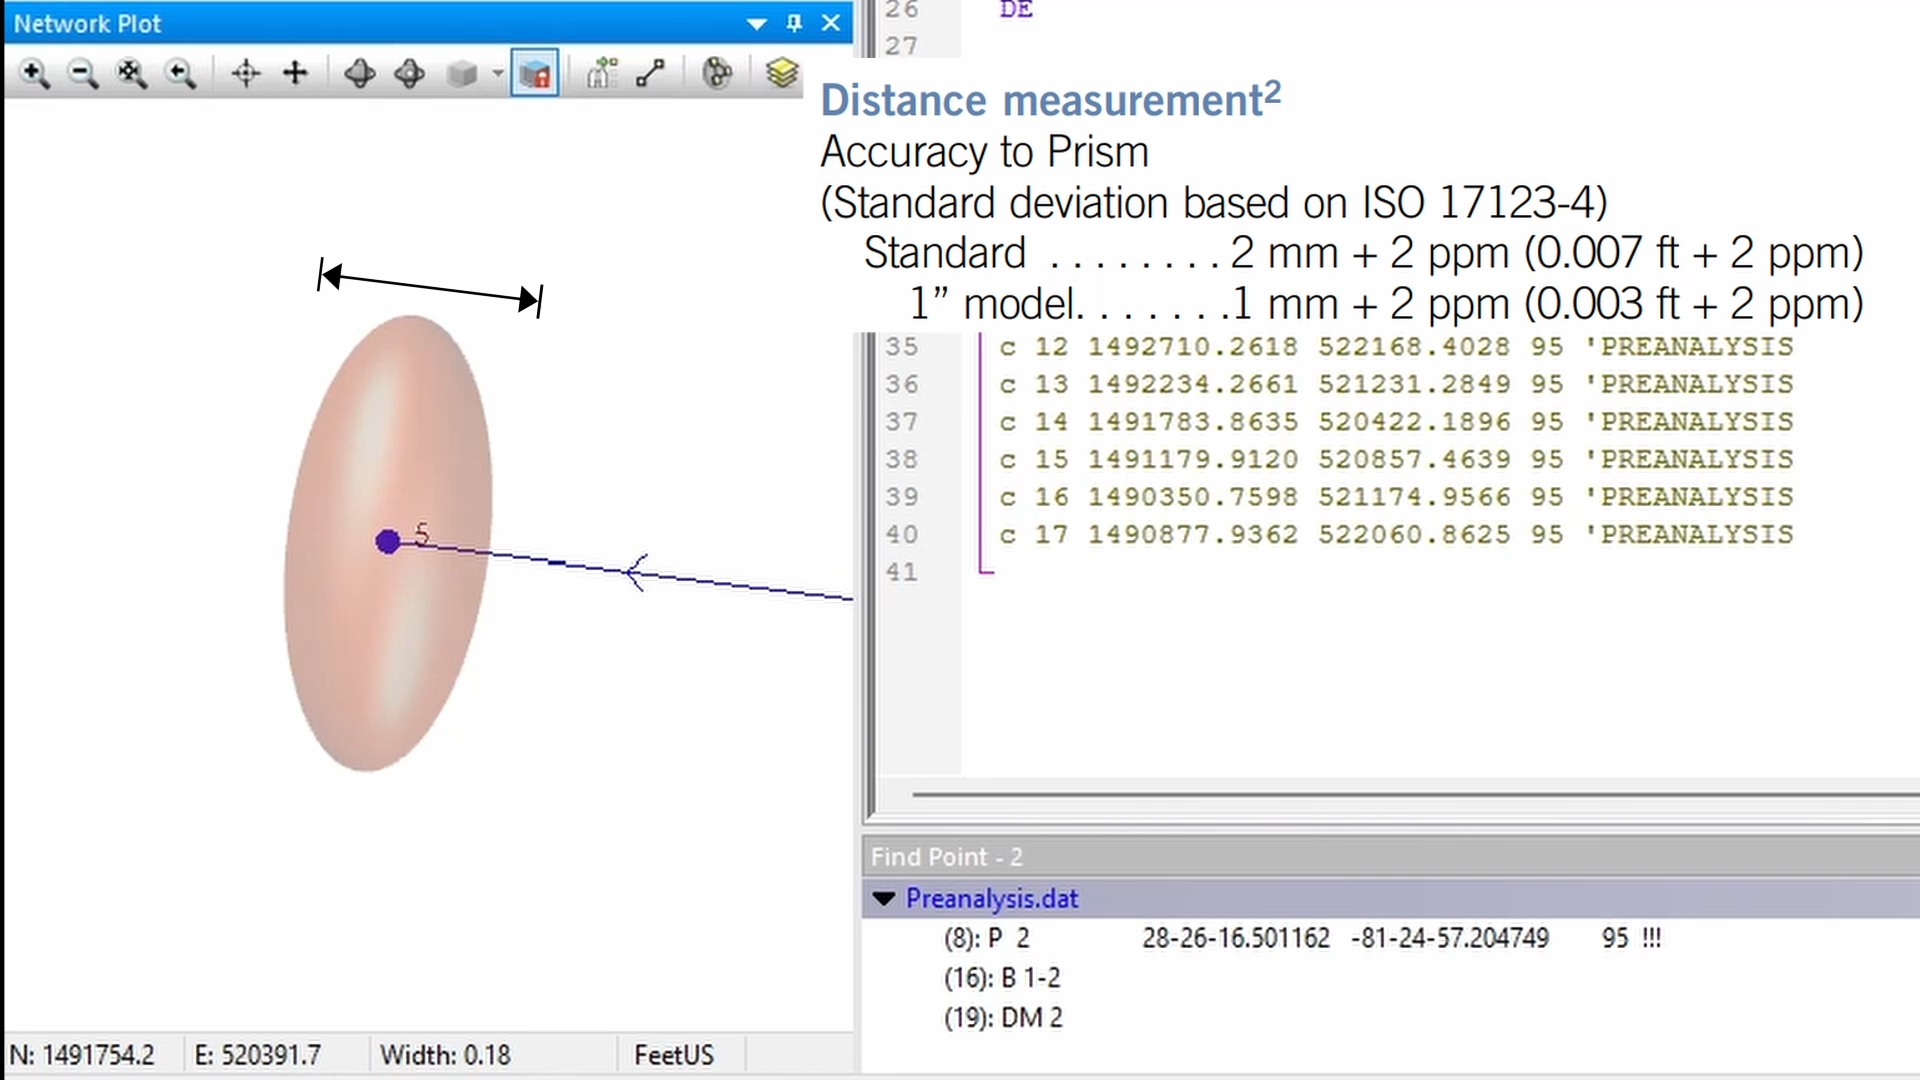 Network Plot
5
N: 1491754.2 E: 520391.7 Width: 0.18 FeetUS
26 DE
27
Distance measurement2
Accuracy to Prism
(Standard deviation based on ISO 17123-4)
Standard . . . . . . . . 2 mm + 2 ppm (0.007 ft + 2 ppm)
1” model. . . . . . .1 mm + 2 ppm (0.003 ft + 2 ppm)
35 c 12 1492710.2618 522168.4028 95 'PREANALYSIS
36 c 13 1492234.2661 521231.2849 95 'PREANALYSIS
37 c 14 1491783.8635 520422.1896 95 'PREANALYSIS
38 c 15 1491179.9120 520857.4639 95 'PREANALYSIS
39 c 16 1490350.7598 521174.9566 95 'PREANALYSIS
40 c 17 1490877.9362 522060.8625 95 'PREANALYSIS
41
Find Point - 2
Preanalysis.dat
(8): P 2 28-26-16.501162 -81-24-57.204749 95 !!!
(16): B 1-2
(19): DM 2